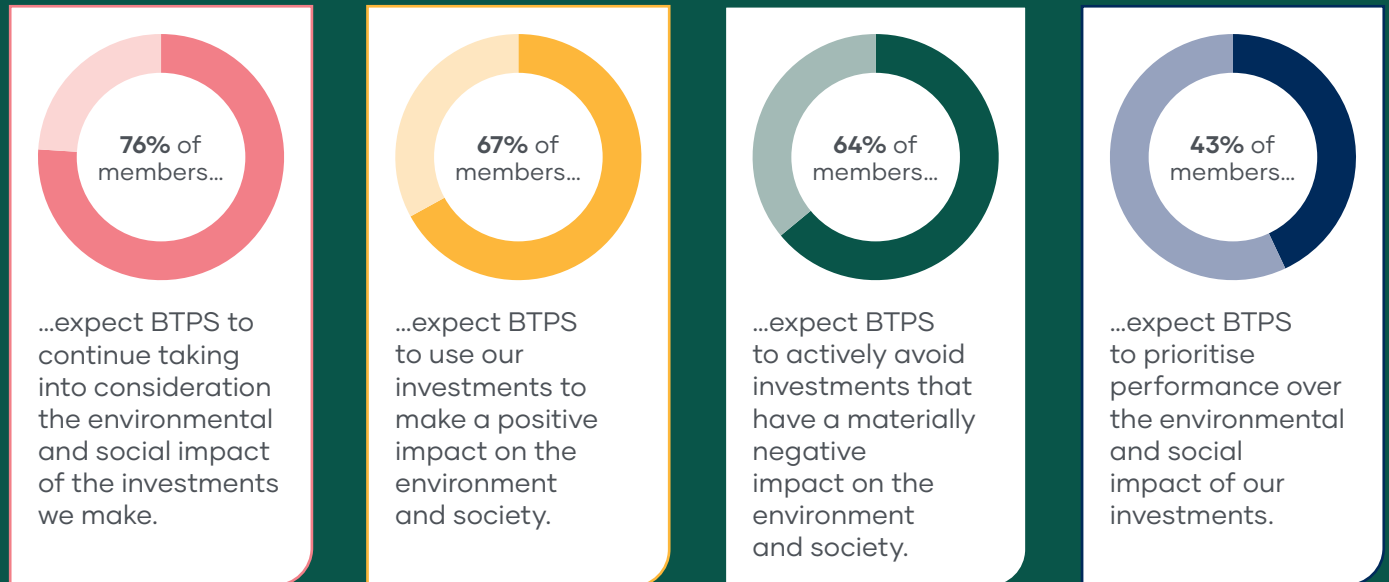 76% of
members...
...expect BTPS to
continue taking
into consideration
the environmental
and social impact
of the investments
we make.
67% of
members...
...expect BTPS
to use our
investments to
make a positive
impact on the
environment
and society.
64% of
members...
...expect BTPS
to actively avoid
investments that
have a materially
negative
impact on the
environment
and society.
43% of
members...
...expect BTPS
to prioritise
performance over
the environmental
and social
impact of our
investments.